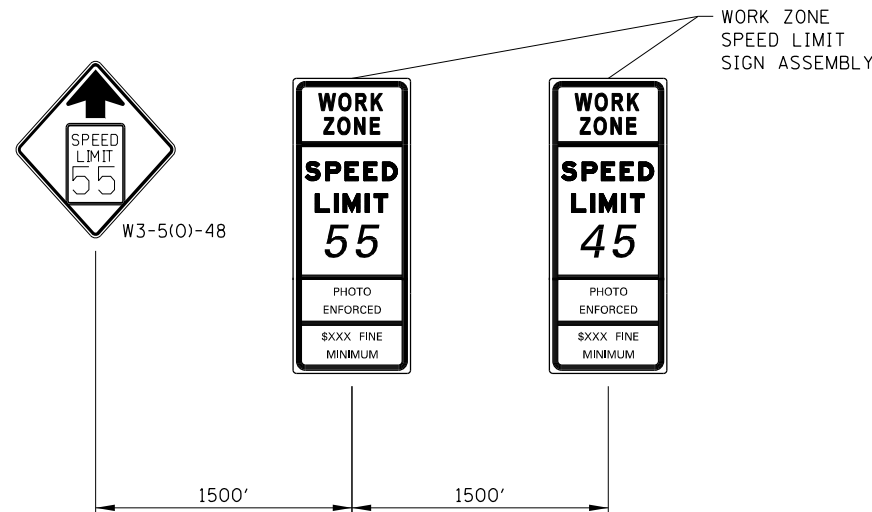 WORK ZONE
SPEED LIMIT
SIGN ASSEMBLY
SPEED
LIMIT
55
W3-5(O)-48
WORK
ZONE
SPEED
LIMIT
55
PHOTO
ENFORCED
$XXX FINE
MINIMUM
WORK
ZONE
SPEED
LIMIT
45
PHOTO
ENFORCED
$XXX FINE
MINIMUM
1500'
1500'